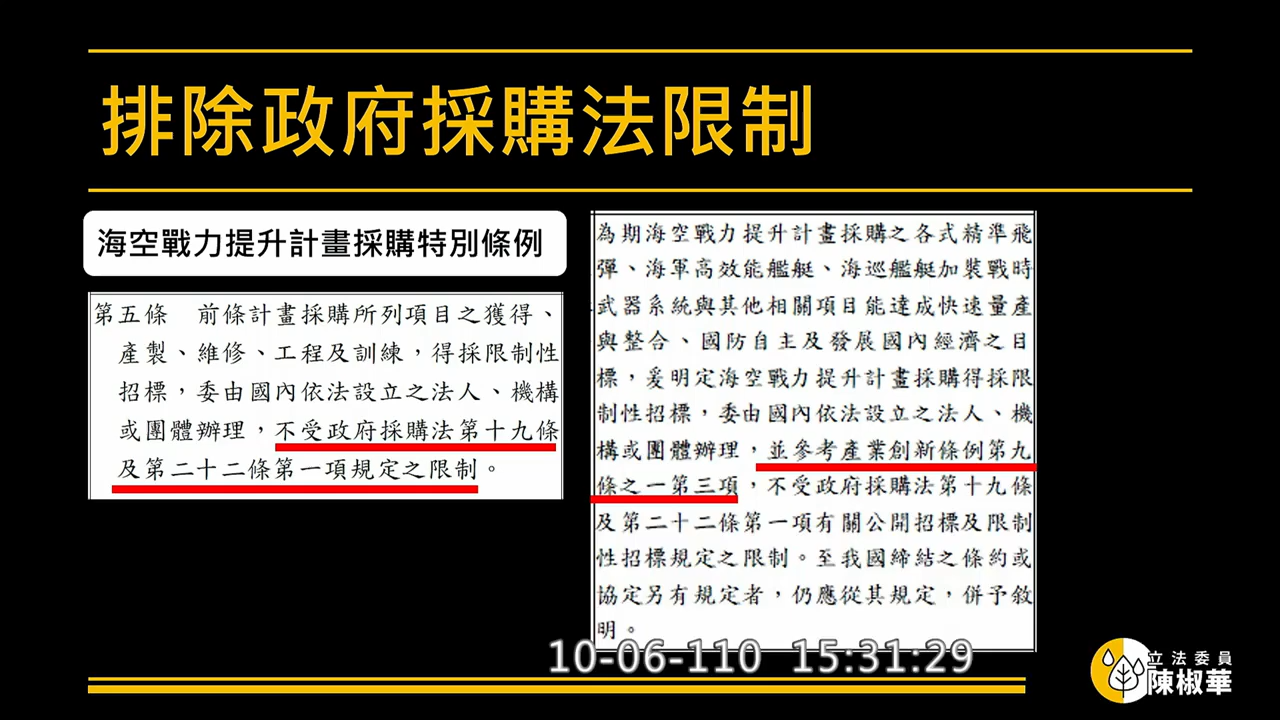 排除政府採購法限制
海空戰力提升計畫採購特別條例
第五條　前條計畫採購所列項目之獲得、
產製、維修、工程及訓練，得採限制性
招標，委由國內依法設立之法人、機構
或團體辦理，不受政府採購法第十九條
及第二十二條第一項規定之限制。
為期海空戰力提升計畫採購之各式精準飛
彈、海軍高效能艦艇、海巡艦艇加裝戰時
武器系統與其他相關項目能達成快速量產
與整合、國防自主及發展國內經濟之目
標，爰明定海空戰力提升計畫採購得採限
制性招標，委由國內依法設立之法人、機
構或團體辦理，並參考產業創新條例第九
條之一第三項，不受政府採購法第十九條
及第二十二條第一項有關公開招標及限制
性招標規定之限制。至我國締結之條約或
協定另有規定者，仍應從其規定，併予敘
明。
10-06-110 15:31:29
立法委員
陳椒華